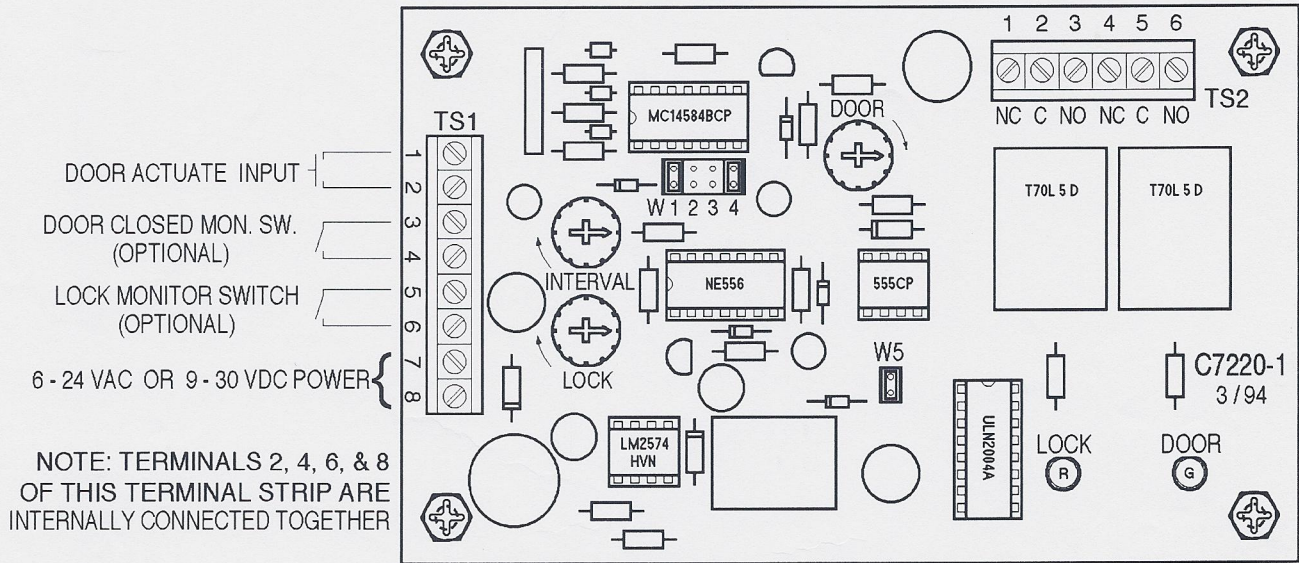 1 2 3 4 5 6
TS2
NC C NO NC C NO
TS1
1
2
3
4
5
6
7
8
DOOR ACTUATE INPUT
DOOR CLOSED MON. SW.
(OPTIONAL)
LOCK MONITOR SWITCH
(OPTIONAL)
6 - 24 VAC OR 9 - 30 VDC POWER
NOTE: TERMINALS 2, 4, 6, & 8
OF THIS TERMINAL STRIP ARE
INTERNALLY CONNECTED TOGETHER
MC14584BCP
DOOR
W 1 2 3 4
INTERVAL
LOCK
NE556
555CP
W5
T70L 5 D
T70L 5 D
C7220-1
3 / 94
LM2574
HVN
ULN2004A
LOCK
R
DOOR
G